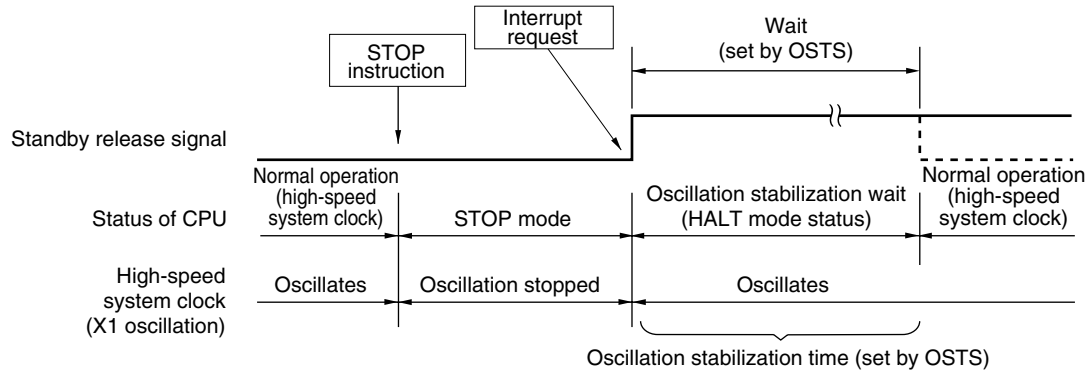 Interrupt
request
Wait
(set by OSTS)
STOP
instruction
Standby release signal
Normal operation
(high-speed
system clock)
Oscillation stabilization wait
(HALT mode status)
Normal operation
(high-speed
system clock)
Status of CPU
STOP mode
High-speed
system clock
(X1 oscillation)
Oscillates
Oscillation stopped
Oscillates
Oscillation stabilization time (set by OSTS)